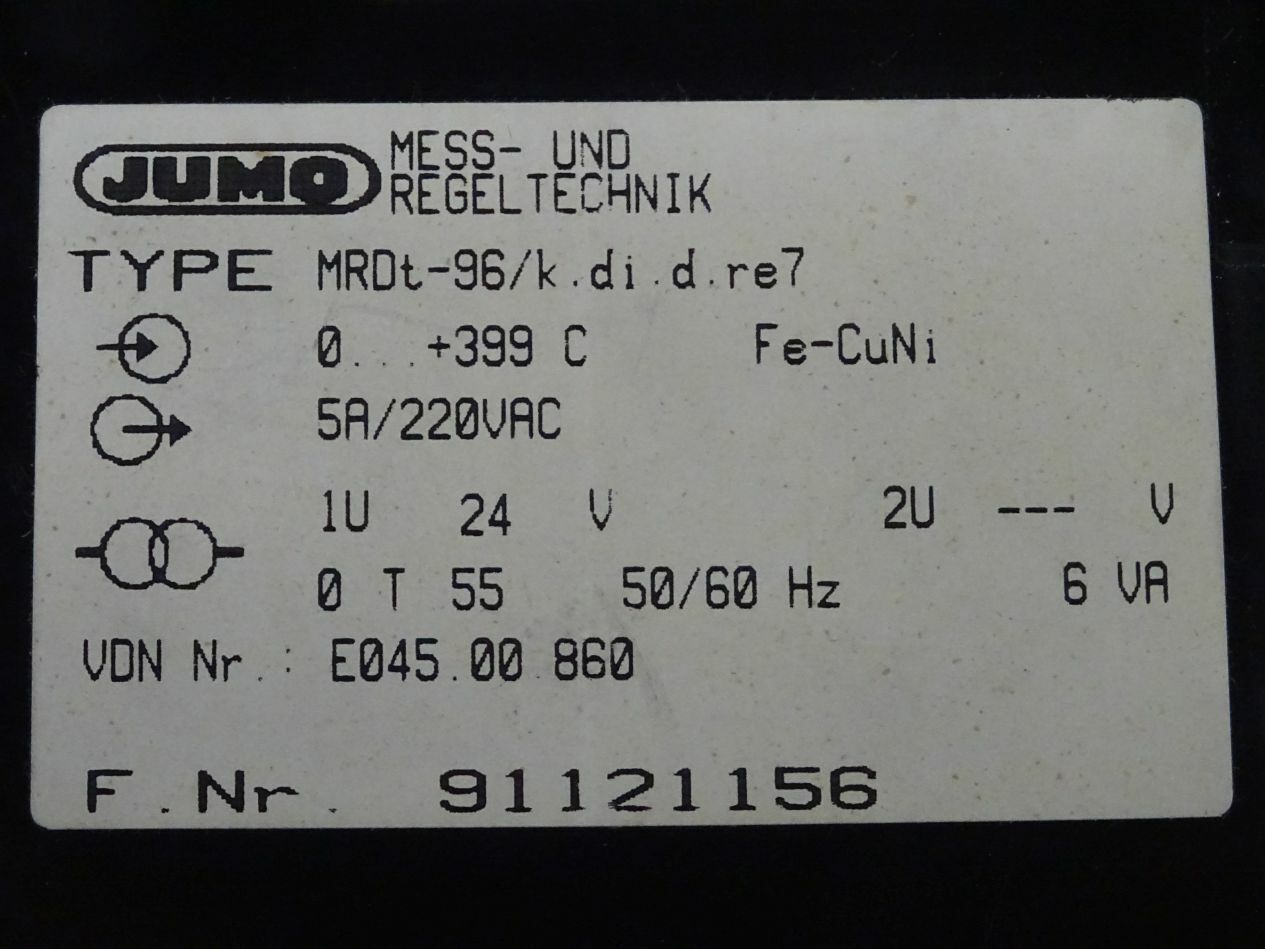 JUMO MESS- UND
REGELTECHNIK
TYPE MRDt-96/k.di.d.re7
0...+399 C Fe-CuNi
5A/220VAC
1U 24 V 2U --- V
0 T 55 50/60 Hz 6 VA
VDN Nr.: E045.00.860
F.Nr. 91121156